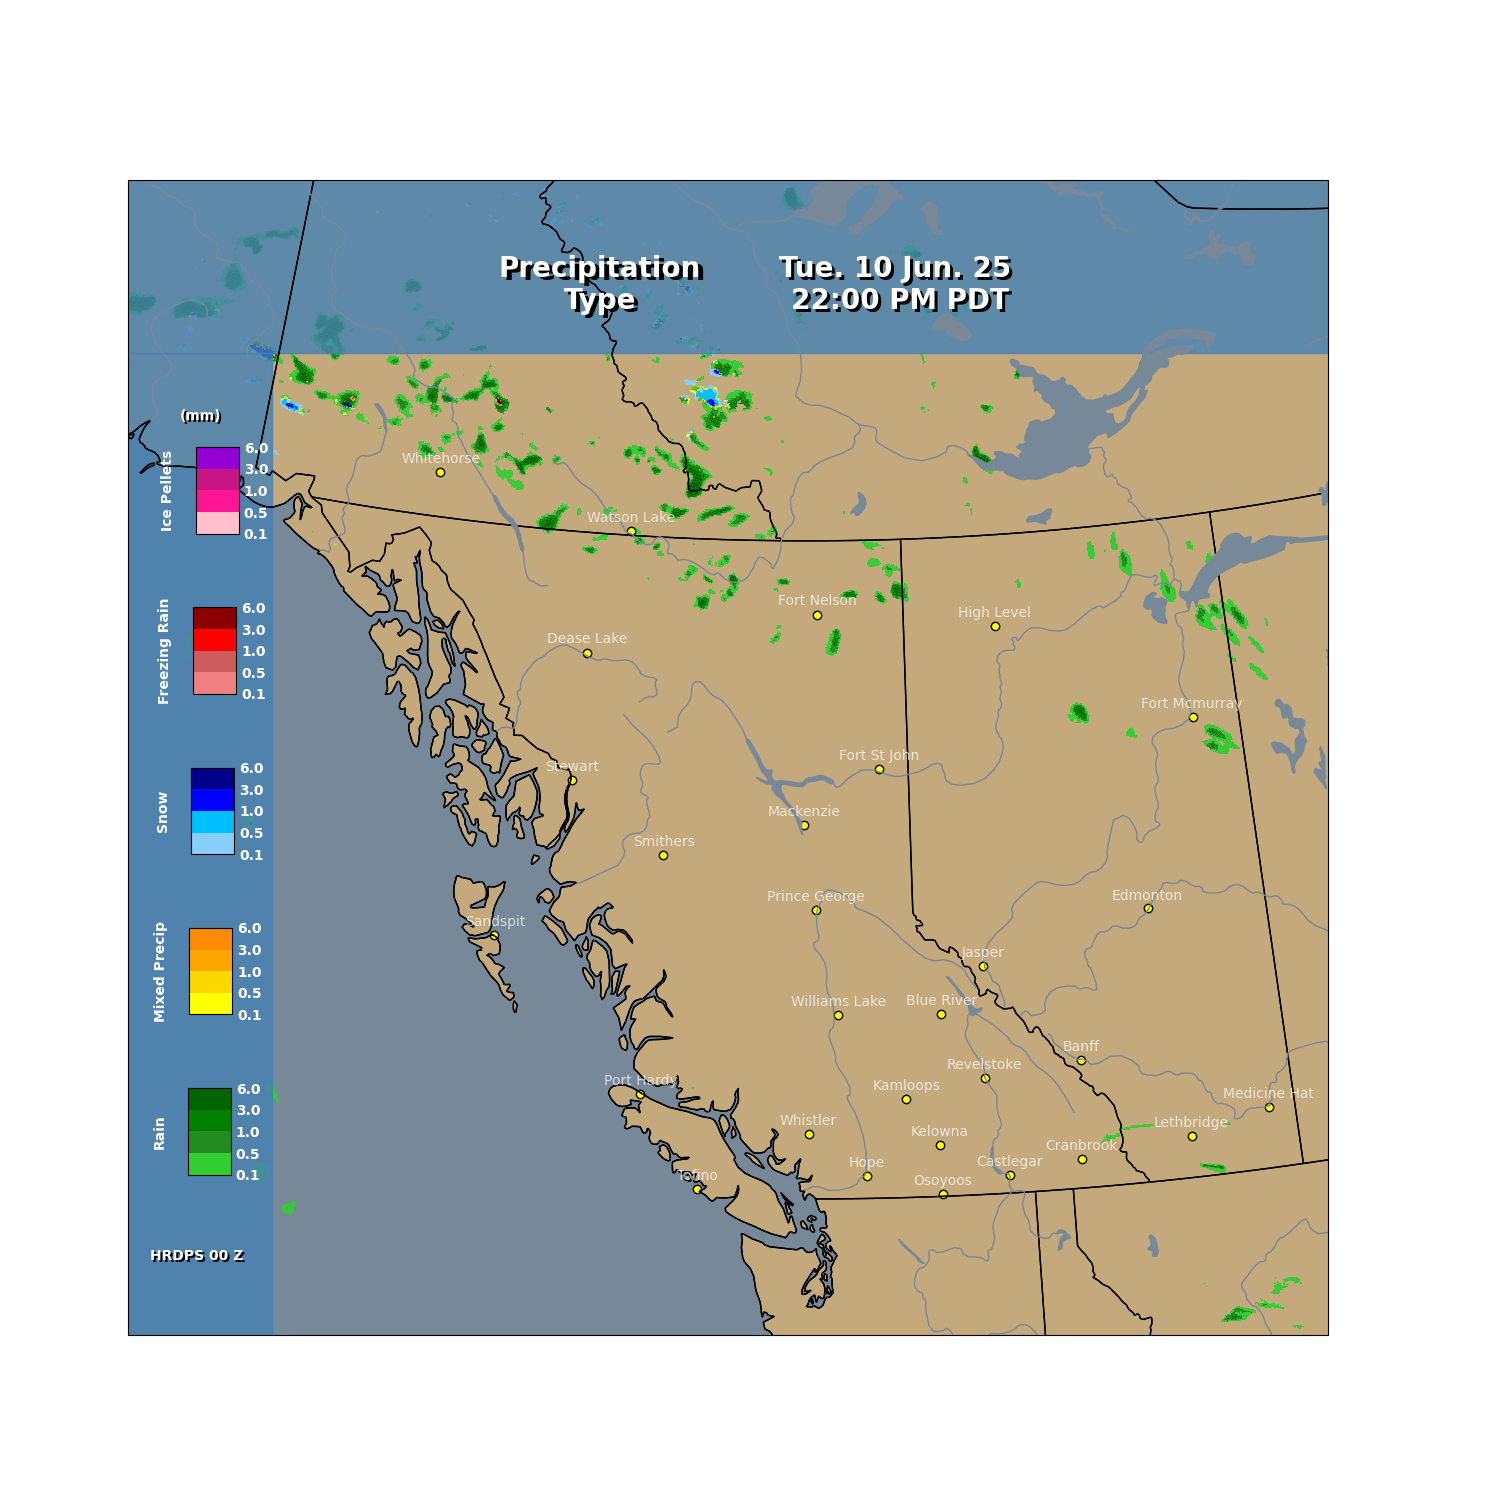 Precipitation
Type
Tue. 10 Jun. 25
22:00 PM PDT
(mm)
Ice Pellets
6.0
3.0
1.0
0.5
0.1
Freezing Rain
6.0
3.0
1.0
0.5
0.1
Snow
6.0
3.0
1.0
0.5
0.1
Mixed Precip
6.0
3.0
1.0
0.5
0.1
Rain
6.0
3.0
1.0
0.5
0.1
HRDPS 00 Z
Whitehorse
Watson Lake
Fort Nelson
High Level
Dease Lake
Fort Mcmurray
Fort St John
Stewart
Mackenzie
Smithers
Prince George
Edmonton
Sandspit
Jasper
Williams Lake
Blue River
Banff
Revelstoke
Port Hardy
Kamloops
Medicine Hat
Whistler
Lethbridge
Kelowna
Cranbrook
Hope
Castlegar
Tofino
Osoyoos